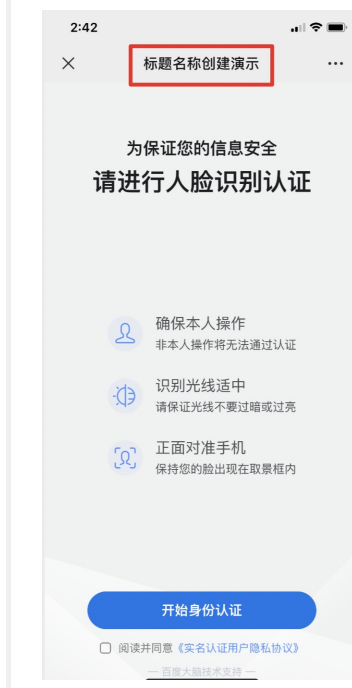 2:42
标题名称创建演示
为保证您的信息安全
请进行人脸识别认证
确保本人操作
非本人操作将无法通过认证
识别光线适中
请保证光线不要过暗或过亮
正面对准手机
保持您的脸出现在取景框内
开始身份认证
阅读并同意《实名认证用户隐私协议》
— 百度大脑技术支持 —